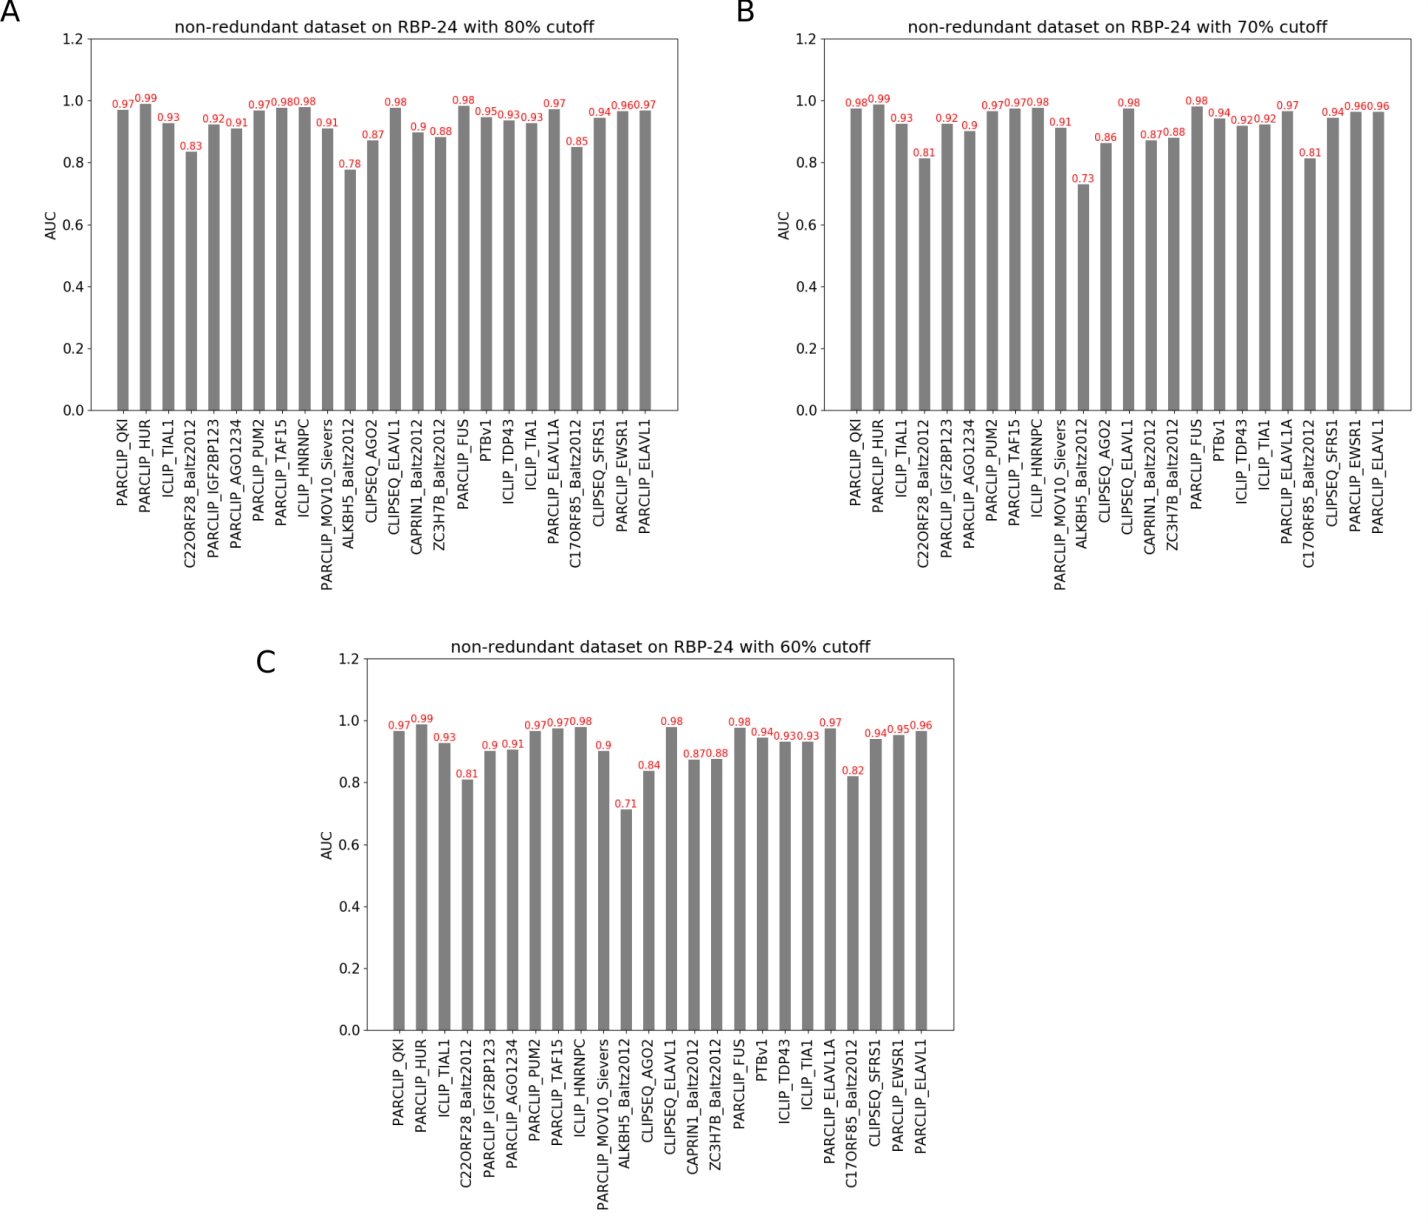 A
non-redundant dataset on RBP-24 with 80% cutoff
1.2
1.0
0.8
0.6
0.4
0.2
0.0
AUC
0.97 0.99 0.93 0.83 0.92 0.91 0.97 0.98 0.98 0.91 0.78 0.87 0.98 0.9 0.88 0.98 0.95 0.93 0.93 0.97 0.85 0.94 0.96 0.97
PARCLIP_QKI
PARCLIP_HUR
ICLIP_TIAL1
C22ORF28_Baltz2012
PARCLIP_IGF2BP123
PARCLIP_AGO1234
PARCLIP_PUM2
PARCLIP_TAF15
ICLIP_HNRNPC
PARCLIP_MOV10_Sievers
ALKBH5_Baltz2012
CLIPSEQ_AGO2
CLIPSEQ_ELAVL1
CAPRIN1_Baltz2012
ZC3H7B_Baltz2012
PARCLIP_FUS
PTBv1
ICLIP_TDP43
ICLIP_TIA1
PARCLIP_ELAVL1A
C17ORF85_Baltz2012
CLIPSEQ_SFRS1
PARCLIP_EWSR1
PARCLIP_ELAVL1
B
non-redundant dataset on RBP-24 with 70% cutoff
1.2
1.0
0.8
0.6
0.4
0.2
0.0
AUC
0.98 0.99 0.93 0.81 0.92 0.9 0.97 0.97 0.98 0.91 0.73 0.86 0.98 0.87 0.88 0.98 0.94 0.92 0.92 0.97 0.81 0.94 0.96 0.96
PARCLIP_QKI
PARCLIP_HUR
ICLIP_TIAL1
C22ORF28_Baltz2012
PARCLIP_IGF2BP123
PARCLIP_AGO1234
PARCLIP_PUM2
PARCLIP_TAF15
ICLIP_HNRNPC
PARCLIP_MOV10_Sievers
ALKBH5_Baltz2012
CLIPSEQ_AGO2
CLIPSEQ_ELAVL1
CAPRIN1_Baltz2012
ZC3H7B_Baltz2012
PARCLIP_FUS
PTBv1
ICLIP_TDP43
ICLIP_TIA1
PARCLIP_ELAVL1A
C17ORF85_Baltz2012
CLIPSEQ_SFRS1
PARCLIP_EWSR1
PARCLIP_ELAVL1
C
non-redundant dataset on RBP-24 with 60% cutoff
1.2
1.0
0.8
0.6
0.4
0.2
0.0
AUC
0.97 0.99 0.93 0.81 0.9 0.91 0.97 0.97 0.98 0.9 0.71 0.84 0.98 0.87 0.88 0.98 0.94 0.93 0.93 0.97 0.82 0.94 0.95 0.96
PARCLIP_QKI
PARCLIP_HUR
ICLIP_TIAL1
C22ORF28_Baltz2012
PARCLIP_IGF2BP123
PARCLIP_AGO1234
PARCLIP_PUM2
PARCLIP_TAF15
ICLIP_HNRNPC
PARCLIP_MOV10_Sievers
ALKBH5_Baltz2012
CLIPSEQ_AGO2
CLIPSEQ_ELAVL1
CAPRIN1_Baltz2012
ZC3H7B_Baltz2012
PARCLIP_FUS
PTBv1
ICLIP_TDP43
ICLIP_TIA1
PARCLIP_ELAVL1A
C17ORF85_Baltz2012
CLIPSEQ_SFRS1
PARCLIP_EWSR1
PARCLIP_ELAVL1